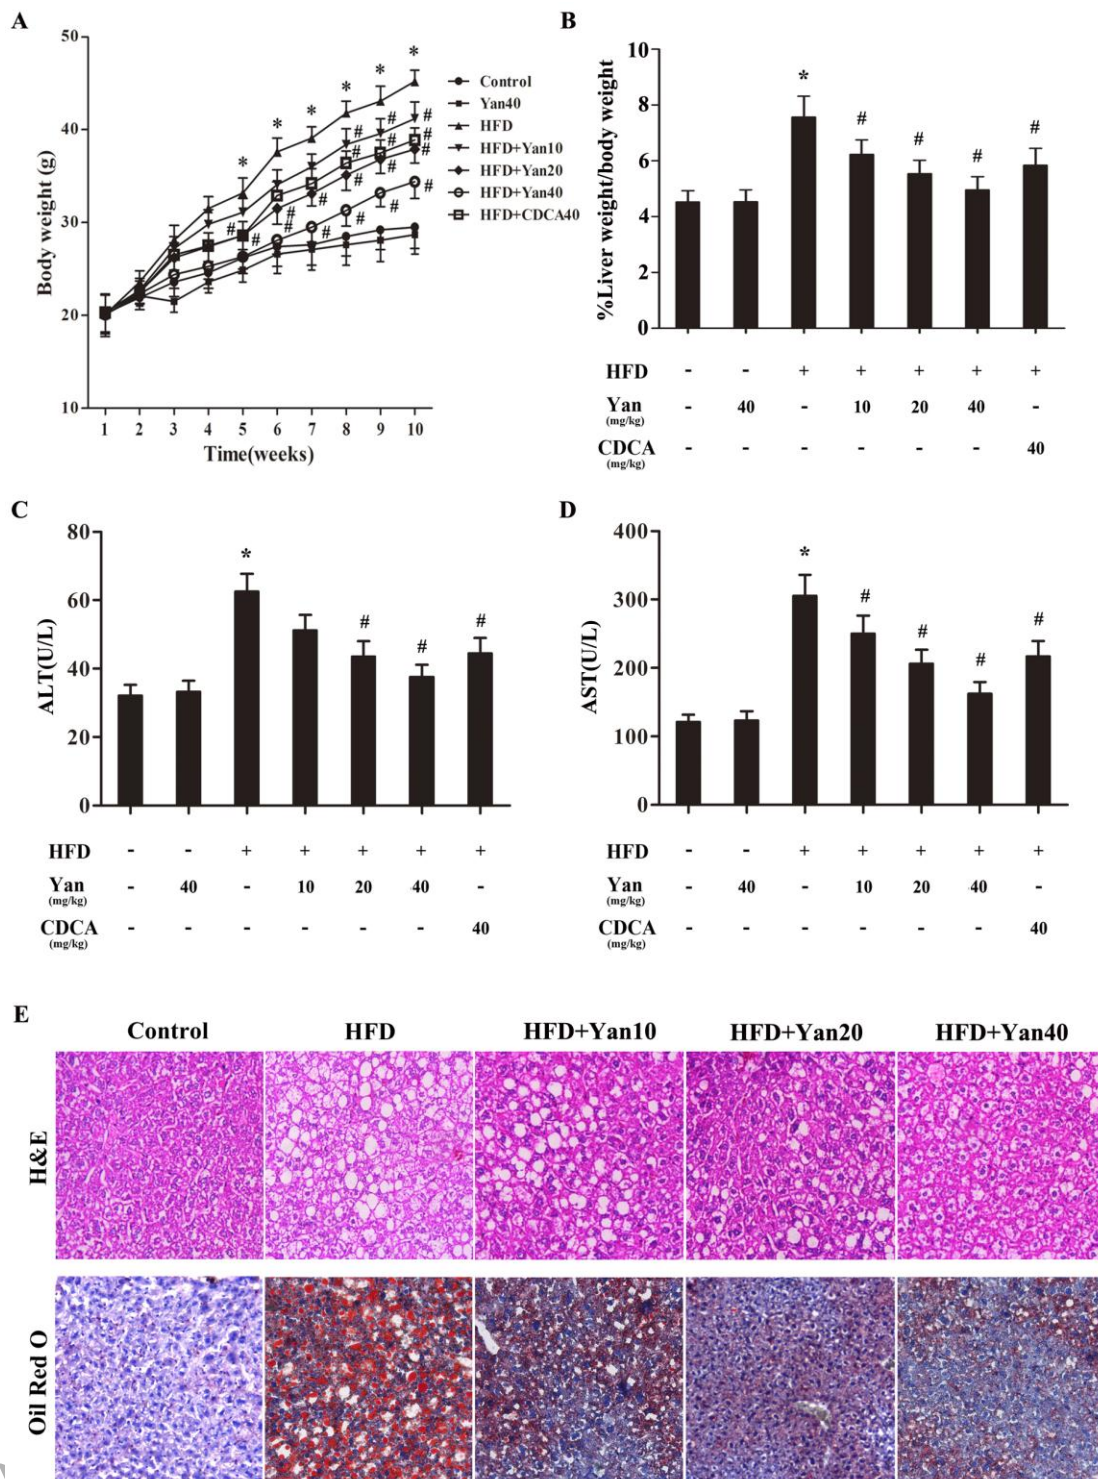 A
50
40
30
20
10
Body weight (g)
* * * * * *
# # # # # # # # # # # # # # # # # #
Control
Yan40
HFD
HFD+Yan10
HFD+Yan20
HFD+Yan40
HFD+CDCA40
1 2 3 4 5 6 7 8 9 10
Time(weeks)
B
10
8
6
4
2
0
%Liver weight/body weight
* # # # #
HFD - - + + + + +
Yan - 40 - 10 20 40 -
(mg/kg)
CDCA - - - - - - 40
(mg/kg)
C
80
60
40
20
0
ALT(U/L)
* # # #
HFD - - + + + + +
Yan - 40 - 10 20 40 -
(mg/kg)
CDCA - - - - - - 40
(mg/kg)
D
400
300
200
100
0
AST(U/L)
* # # # #
HFD - - + + + + +
Yan - 40 - 10 20 40 -
(mg/kg)
CDCA - - - - - - 40
(mg/kg)
E
Control HFD HFD+Yan10 HFD+Yan20 HFD+Yan40
H&E
Oil Red O